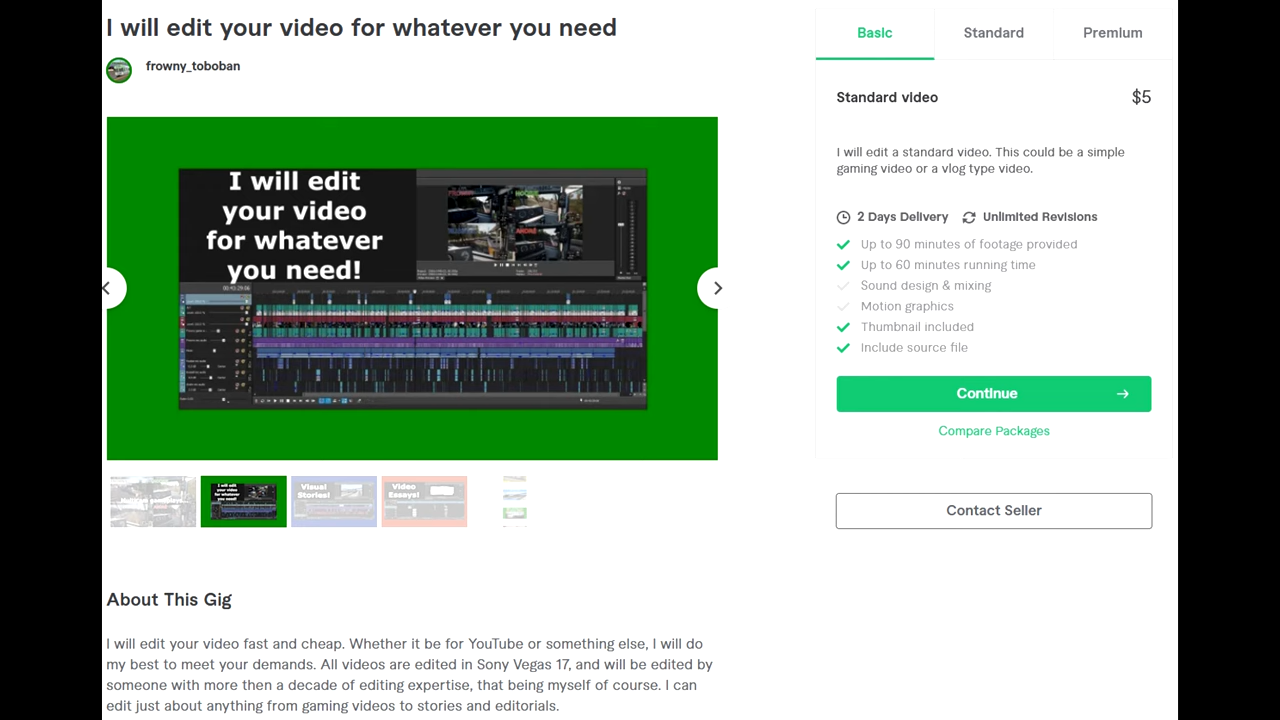 I will edit your video for whatever you need
frowny_toboban
I will edit
your video
for whatever
you need!
Visual
Stories!
Video
Essays!
About This Gig
I will edit your video fast and cheap. Whether it be for YouTube or something else, I will do
my best to meet your demands. All videos are edited in Sony Vegas 17, and will be edited by
someone with more then a decade of editing expertise, that being myself of course. I can
edit just about anything from gaming videos to stories and editorials.
Basic Standard Premium
Standard video $5
I will edit a standard video. This could be a simple
gaming video or a vlog type video.
2 Days Delivery Unlimited Revisions
Up to 90 minutes of footage provided
Up to 60 minutes running time
Sound design & mixing
Motion graphics
Thumbnail included
Include source file
Continue
Compare Packages
Contact Seller